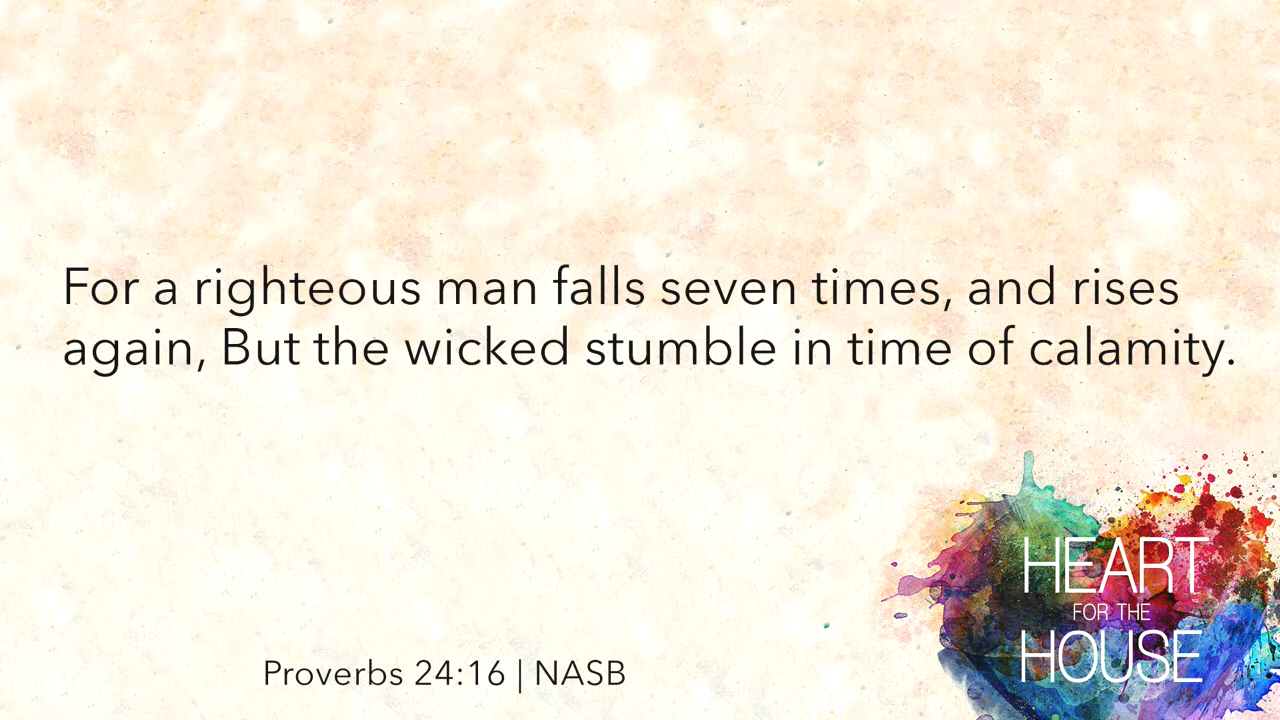 For a righteous man falls seven times, and rises
again, But the wicked stumble in time of calamity.
Proverbs 24:16 | NASB
HEART
FOR THE
HOUSE